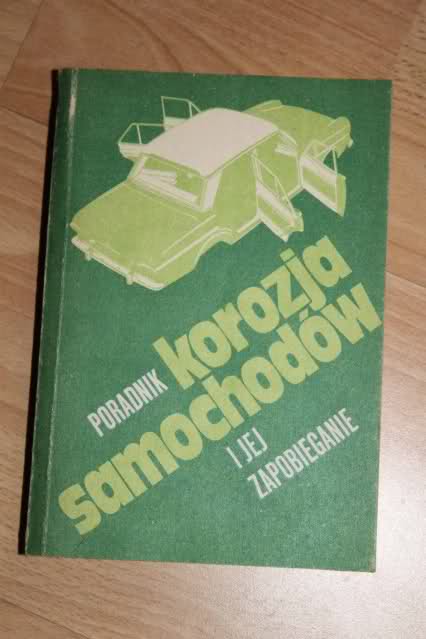 PORADNIK
korozja
samochodów
I JEJ
ZAPOBIEGANIE